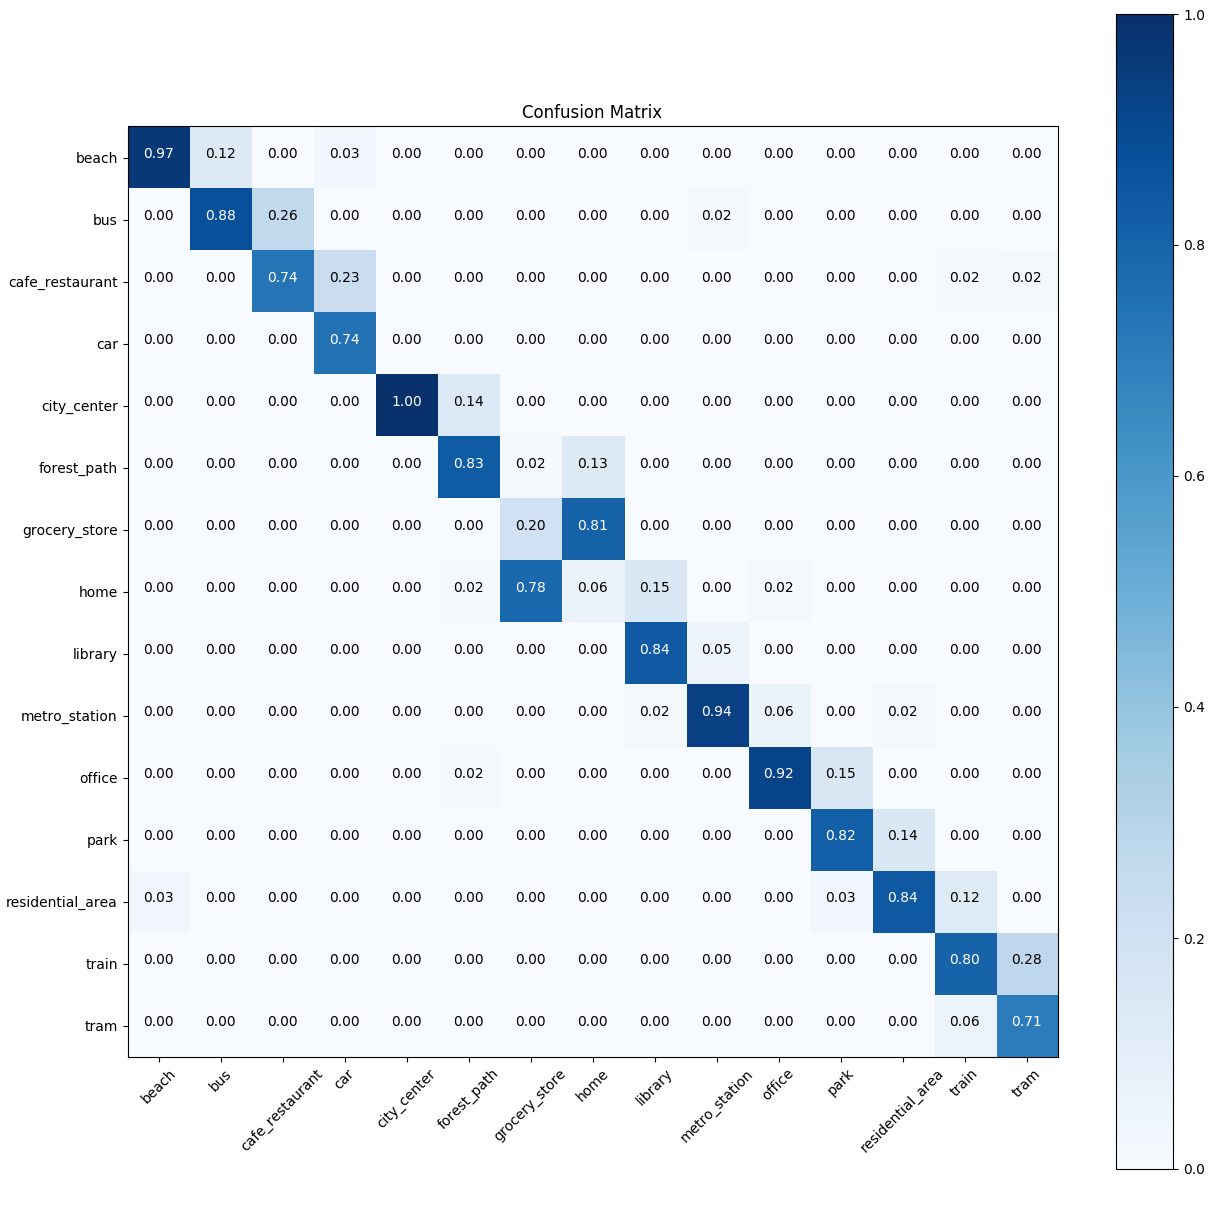 Confusion Matrix
1.0
beach 0.97 0.12 0.00 0.03 0.00 0.00 0.00 0.00 0.00 0.00 0.00 0.00 0.00 0.00 0.00
bus 0.00 0.88 0.26 0.00 0.00 0.00 0.00 0.00 0.00 0.02 0.00 0.00 0.00 0.00 0.00
0.8
cafe_restaurant 0.00 0.00 0.74 0.23 0.00 0.00 0.00 0.00 0.00 0.00 0.00 0.00 0.00 0.02 0.02
car 0.00 0.00 0.00 0.74 0.00 0.00 0.00 0.00 0.00 0.00 0.00 0.00 0.00 0.00 0.00
city_center 0.00 0.00 0.00 0.00 1.00 0.14 0.00 0.00 0.00 0.00 0.00 0.00 0.00 0.00 0.00
forest_path 0.00 0.00 0.00 0.00 0.00 0.83 0.02 0.13 0.00 0.00 0.00 0.00 0.00 0.00 0.00
0.6
grocery_store 0.00 0.00 0.00 0.00 0.00 0.00 0.20 0.81 0.00 0.00 0.00 0.00 0.00 0.00 0.00
home 0.00 0.00 0.00 0.00 0.00 0.02 0.78 0.06 0.15 0.00 0.02 0.00 0.00 0.00 0.00
library 0.00 0.00 0.00 0.00 0.00 0.00 0.00 0.00 0.84 0.05 0.00 0.00 0.00 0.00 0.00
0.4
metro_station 0.00 0.00 0.00 0.00 0.00 0.00 0.00 0.00 0.02 0.94 0.06 0.00 0.02 0.00 0.00
office 0.00 0.00 0.00 0.00 0.00 0.02 0.00 0.00 0.00 0.00 0.92 0.15 0.00 0.00 0.00
park 0.00 0.00 0.00 0.00 0.00 0.00 0.00 0.00 0.00 0.00 0.00 0.82 0.14 0.00 0.00
residential_area 0.03 0.00 0.00 0.00 0.00 0.00 0.00 0.00 0.00 0.00 0.00 0.03 0.84 0.12 0.00
0.2
train 0.00 0.00 0.00 0.00 0.00 0.00 0.00 0.00 0.00 0.00 0.00 0.00 0.00 0.80 0.28
tram 0.00 0.00 0.00 0.00 0.00 0.00 0.00 0.00 0.00 0.00 0.00 0.00 0.00 0.06 0.71
beach bus cafe_restaurant car city_center forest_path grocery_store home library metro_station office park residential_area train tram
0.0